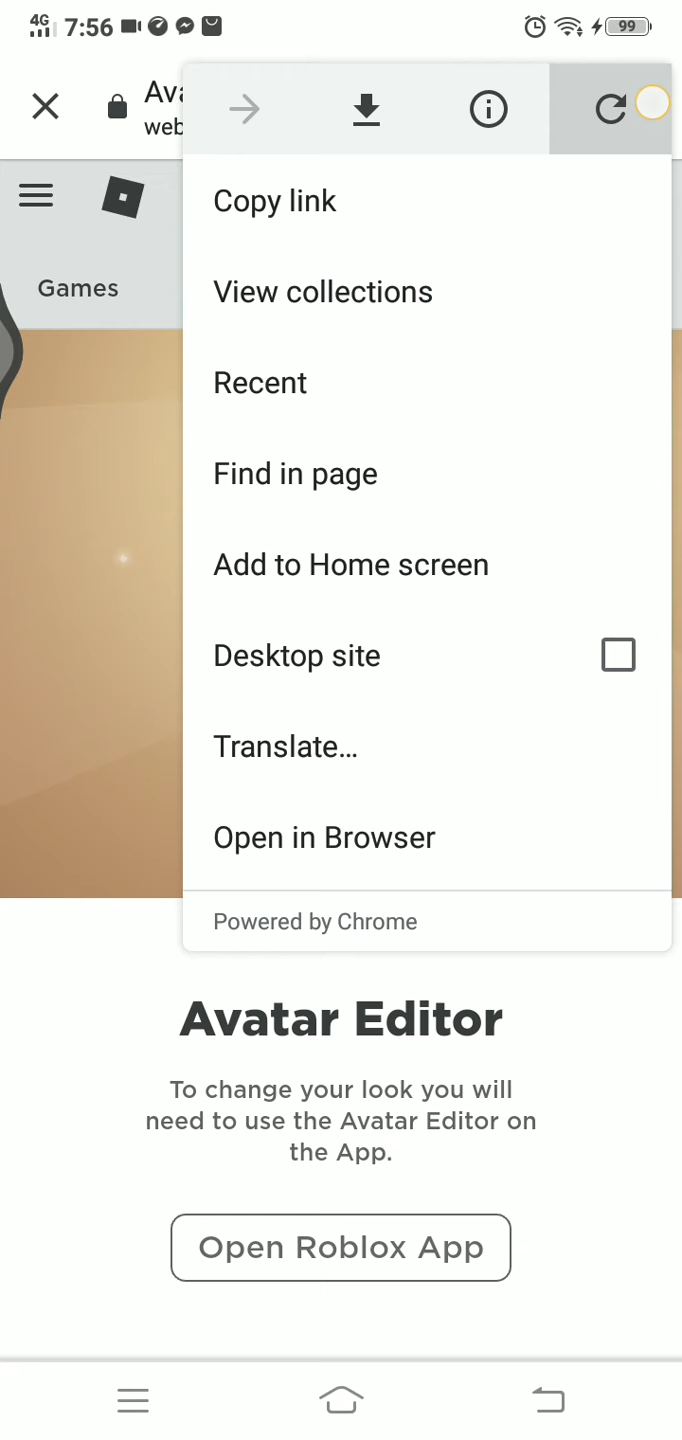 4G 7:56 99
Ava
web
Copy link
View collections
Recent
Find in page
Add to Home screen
Desktop site
Translate...
Open in Browser
Powered by Chrome
Games
Avatar Editor
To change your look you will
need to use the Avatar Editor on
the App.
Open Roblox App